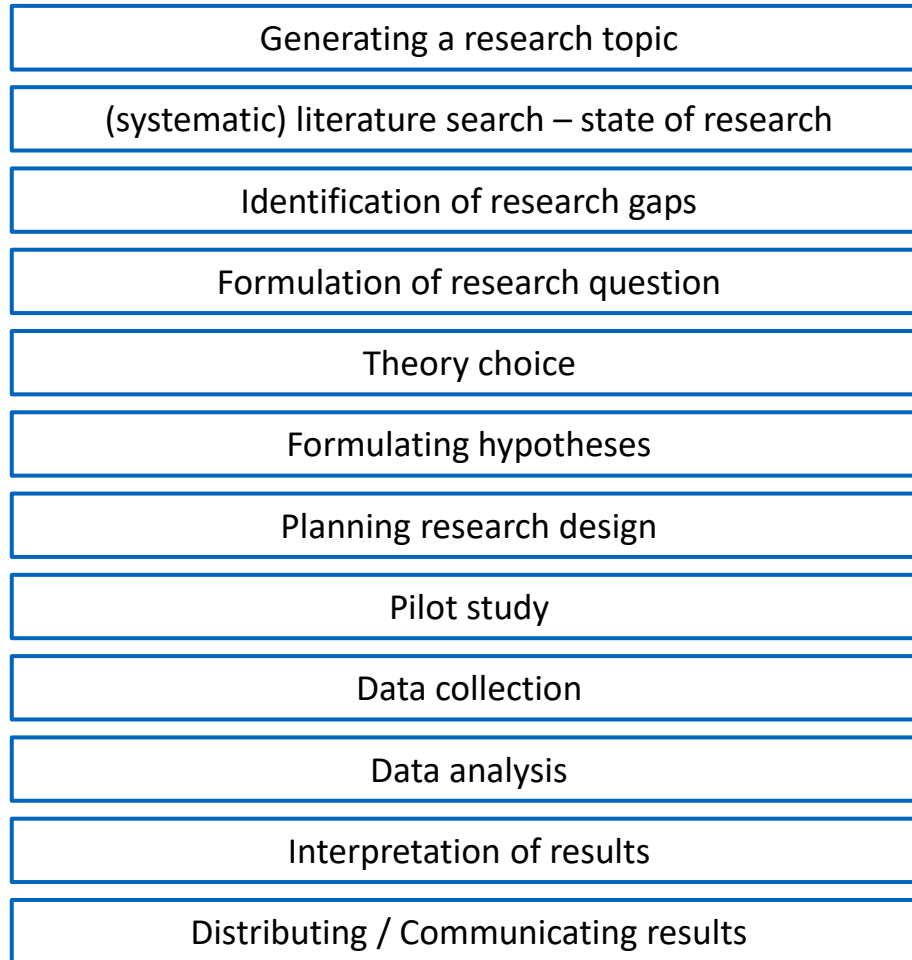 Generating a research topic
(systematic) literature search – state of research
Identification of research gaps
Formulation of research question
Theory choice
Formulating hypotheses
Planning research design
Pilot study
Data collection
Data analysis
Interpretation of results
Distributing / Communicating results